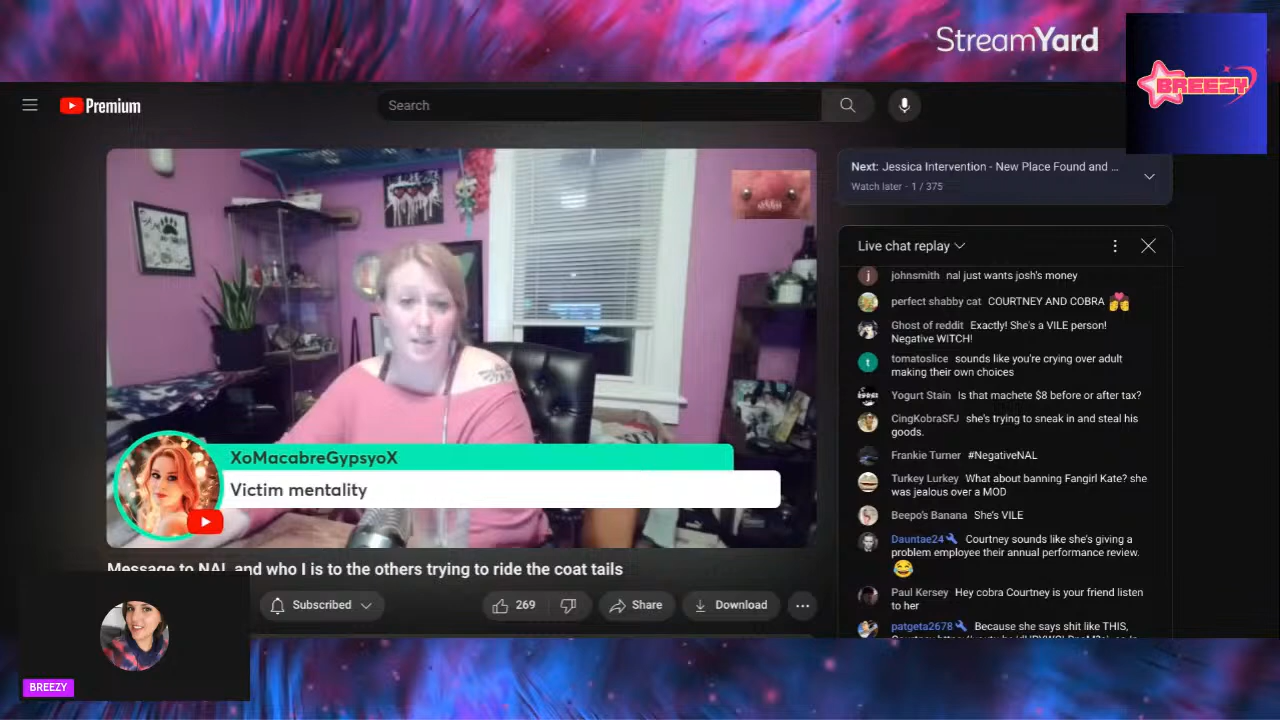 StreamYard
BREEZY
Premium
Search
Next: Jessica Intervention - New Place Found and ...
Watch later · 1 / 375
Live chat replay
johnsmith nal just wants josh's money
perfect shabby cat COURTNEY AND COBRA
Ghost of reddit Exactly! She's a VILE person!
Negative WITCH!
tomatoslice sounds like you're crying over adult
making their own choices
Yogurt Stain Is that machete $8 before or after tax?
CingKobraSFJ she's trying to sneak in and steal his
goods.
Frankie Turner #NegativeNAL
Turkey Lurkey What about banning Fangirl Kate? she
was jealous over a MOD
Beepo's Banana She's VILE
Dauntae24 Courtney sounds like she's giving a
problem employee their annual performance review.
Paul Kersey Hey cobra Courtney is your friend listen
to her
patgeta2678 Because she says shit like THIS,
XoMacabreGypsyoX
Victim mentality
Message to NAL and who I is to the others trying to ride the coat tails
Subscribed
269
Share
Download
BREEZY